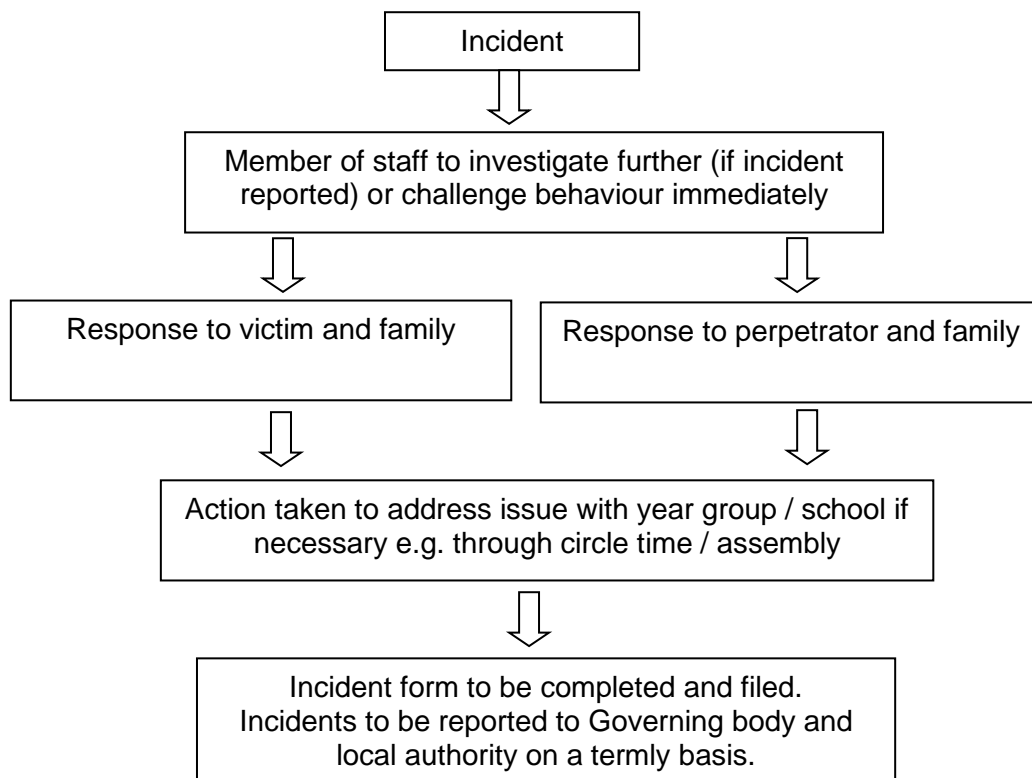 Incident
Member of staff to investigate further (if incident
reported) or challenge behaviour immediately
Response to victim and family
Response to perpetrator and family
Action taken to address issue with year group / school if
necessary e.g. through circle time / assembly
Incident form to be completed and filed.
Incidents to be reported to Governing body and
local authority on a termly basis.